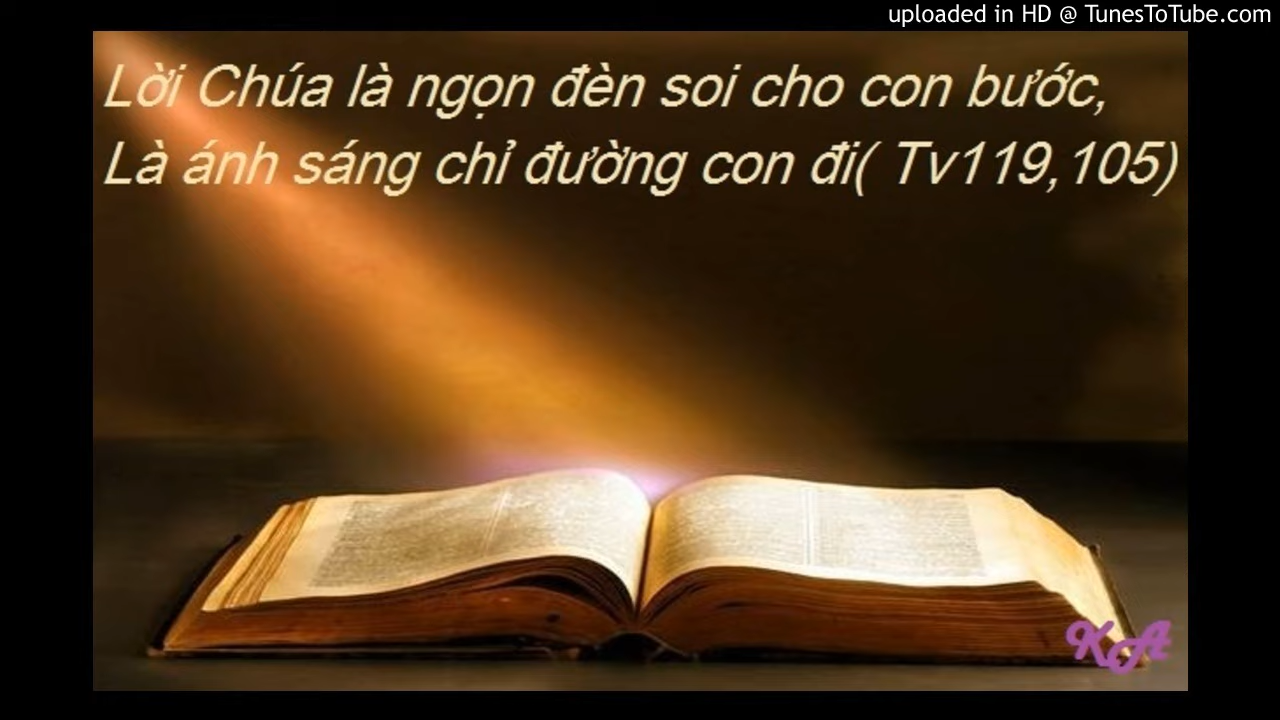 uploaded in HD @ TunesToTube.com
Lời Chúa là ngọn đèn soi cho con bước,
Là ánh sáng chỉ đường con đi( Tv119,105)
KA